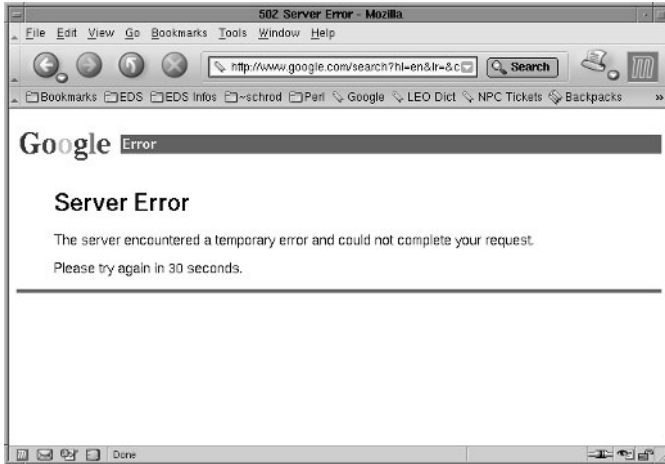 502 Server Error - Mozilla
File Edit View Go Bookmarks Tools Window Help
http://www.google.com/search?hl=en&lr=&c Search
Bookmarks EDS EDS Infos ~schrod Perl Google LEO Dict NPC Tickets Backpacks »
Google Error
Server Error
The server encountered a temporary error and could not complete your request.
Please try again in 30 seconds.
Done